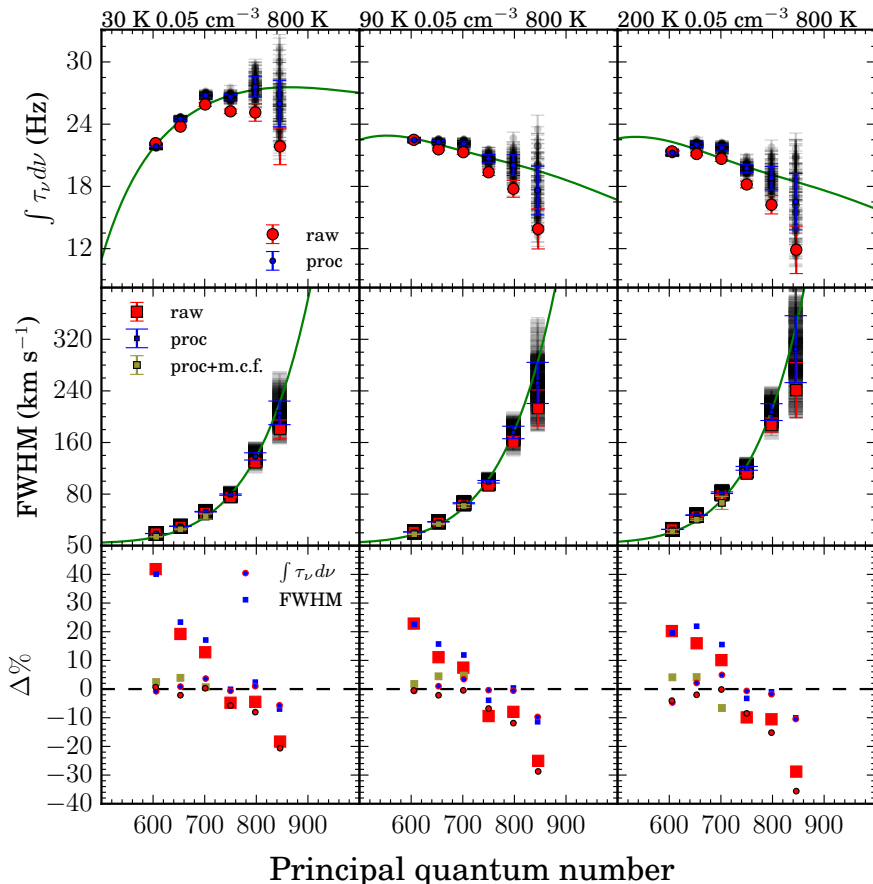 30 K 0.05 cm⁻³ 800 K 90 K 0.05 cm⁻³ 800 K 200 K 0.05 cm⁻³ 800 K
33
27
22
18
12
∫ τ_ν dν (Hz)
raw
proc
320
240
160
80
50
FWHM (km s⁻¹)
raw
proc
proc+m.c.f.
40
30
20
10
0
−10
−20
−30
−40
Δ%
∫ τ_ν dν
FWHM
600 700 800 900 600 700 800 900 600 700 800 900
Principal quantum number